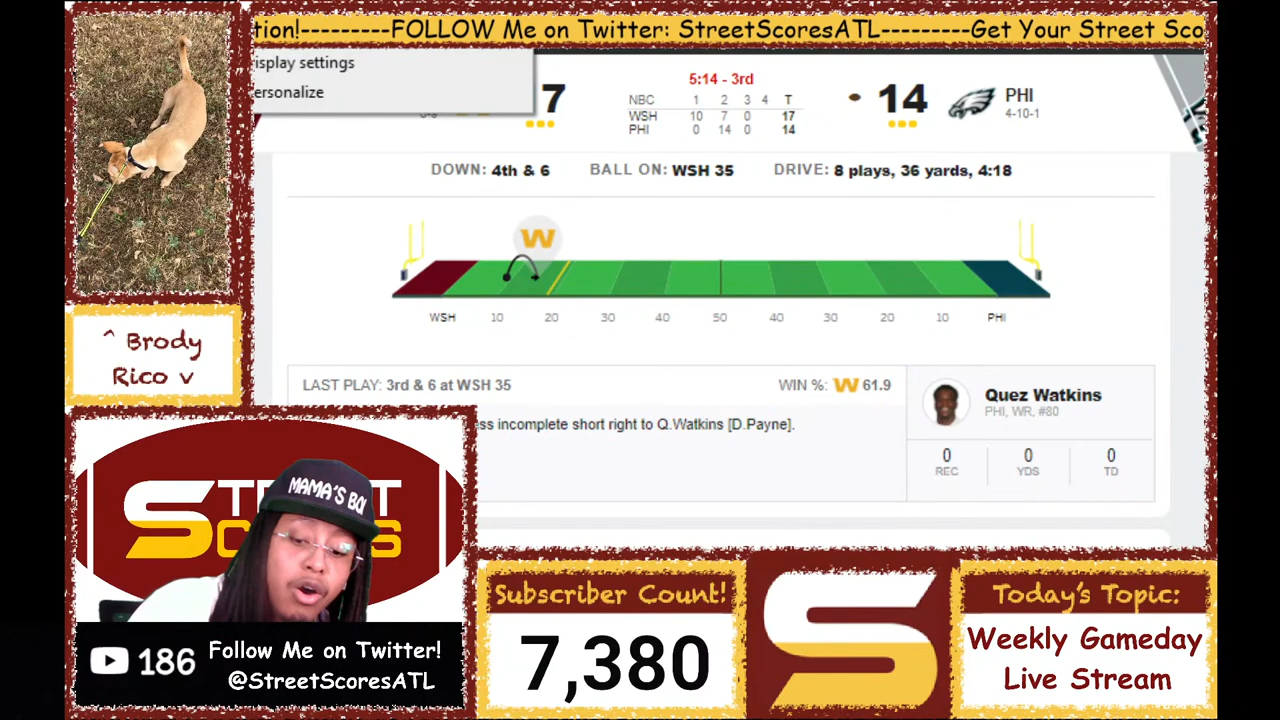 tion!---------FOLLOW Me on Twitter: StreetScoresATL---------Get Your Street Sco
isplay settings
ersonalize
7
5:14 - 3rd
NBC 1 2 3 4 T
WSH 10 7 0 17
PHI 0 14 0 14
14
PHI
4-10-1
DOWN: 4th & 6 BALL ON: WSH 35 DRIVE: 8 plays, 36 yards, 4:18
W
WSH 10 20 30 40 50 40 30 20 10 PHI
LAST PLAY: 3rd & 6 at WSH 35
WIN %: W 61.9
ss incomplete short right to Q.Watkins [D.Payne].
Quez Watkins
PHI, WR, #80
0 0 0
REC YDS TD
^ Brody
Rico v
MAMA'S BOI
186
Follow Me on Twitter!
@StreetScoresATL
Subscriber Count!
7,380
S
Today's Topic:
Weekly Gameday
Live Stream